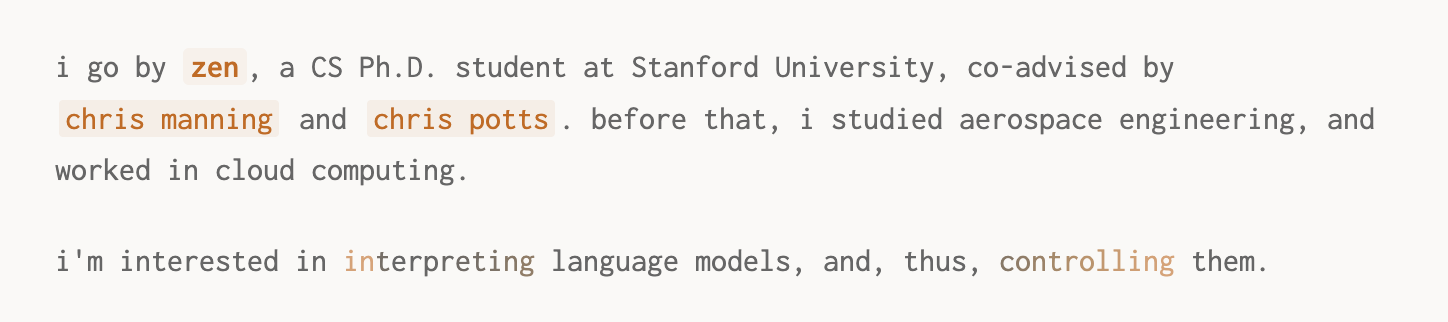 i go by zen, a CS Ph.D. student at Stanford University, co-advised by
chris manning and chris potts. before that, i studied aerospace engineering, and
worked in cloud computing.
i'm interested in interpreting language models, and, thus, controlling them.